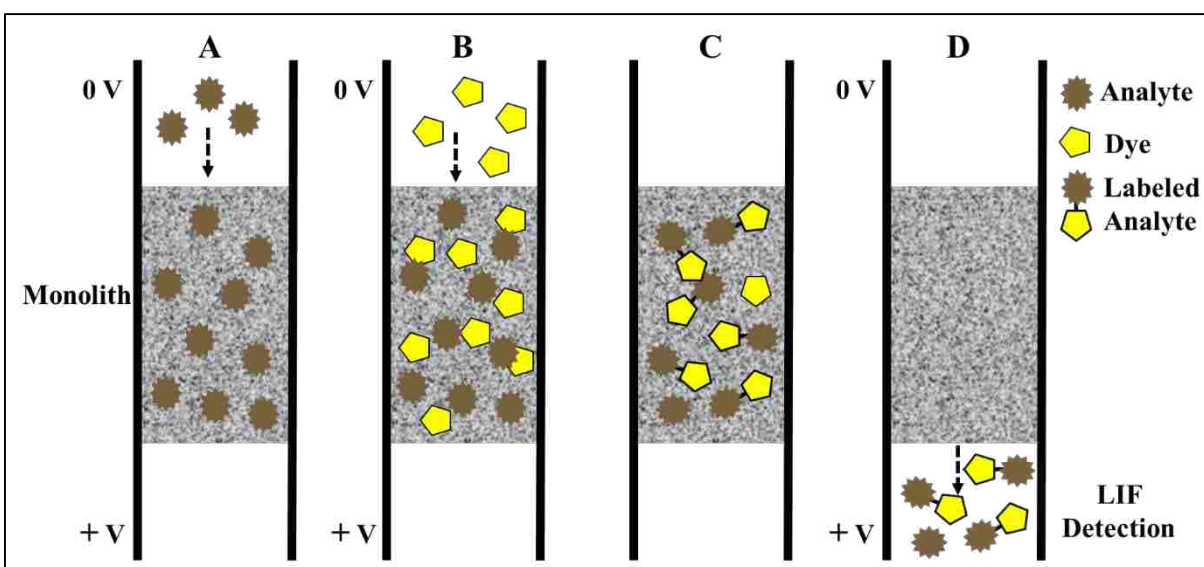 A
B
C
D
0 V
0 V
0 V
Analyte
Dye
Labeled
Analyte
Monolith
+ V
+ V
+ V
LIF
Detection